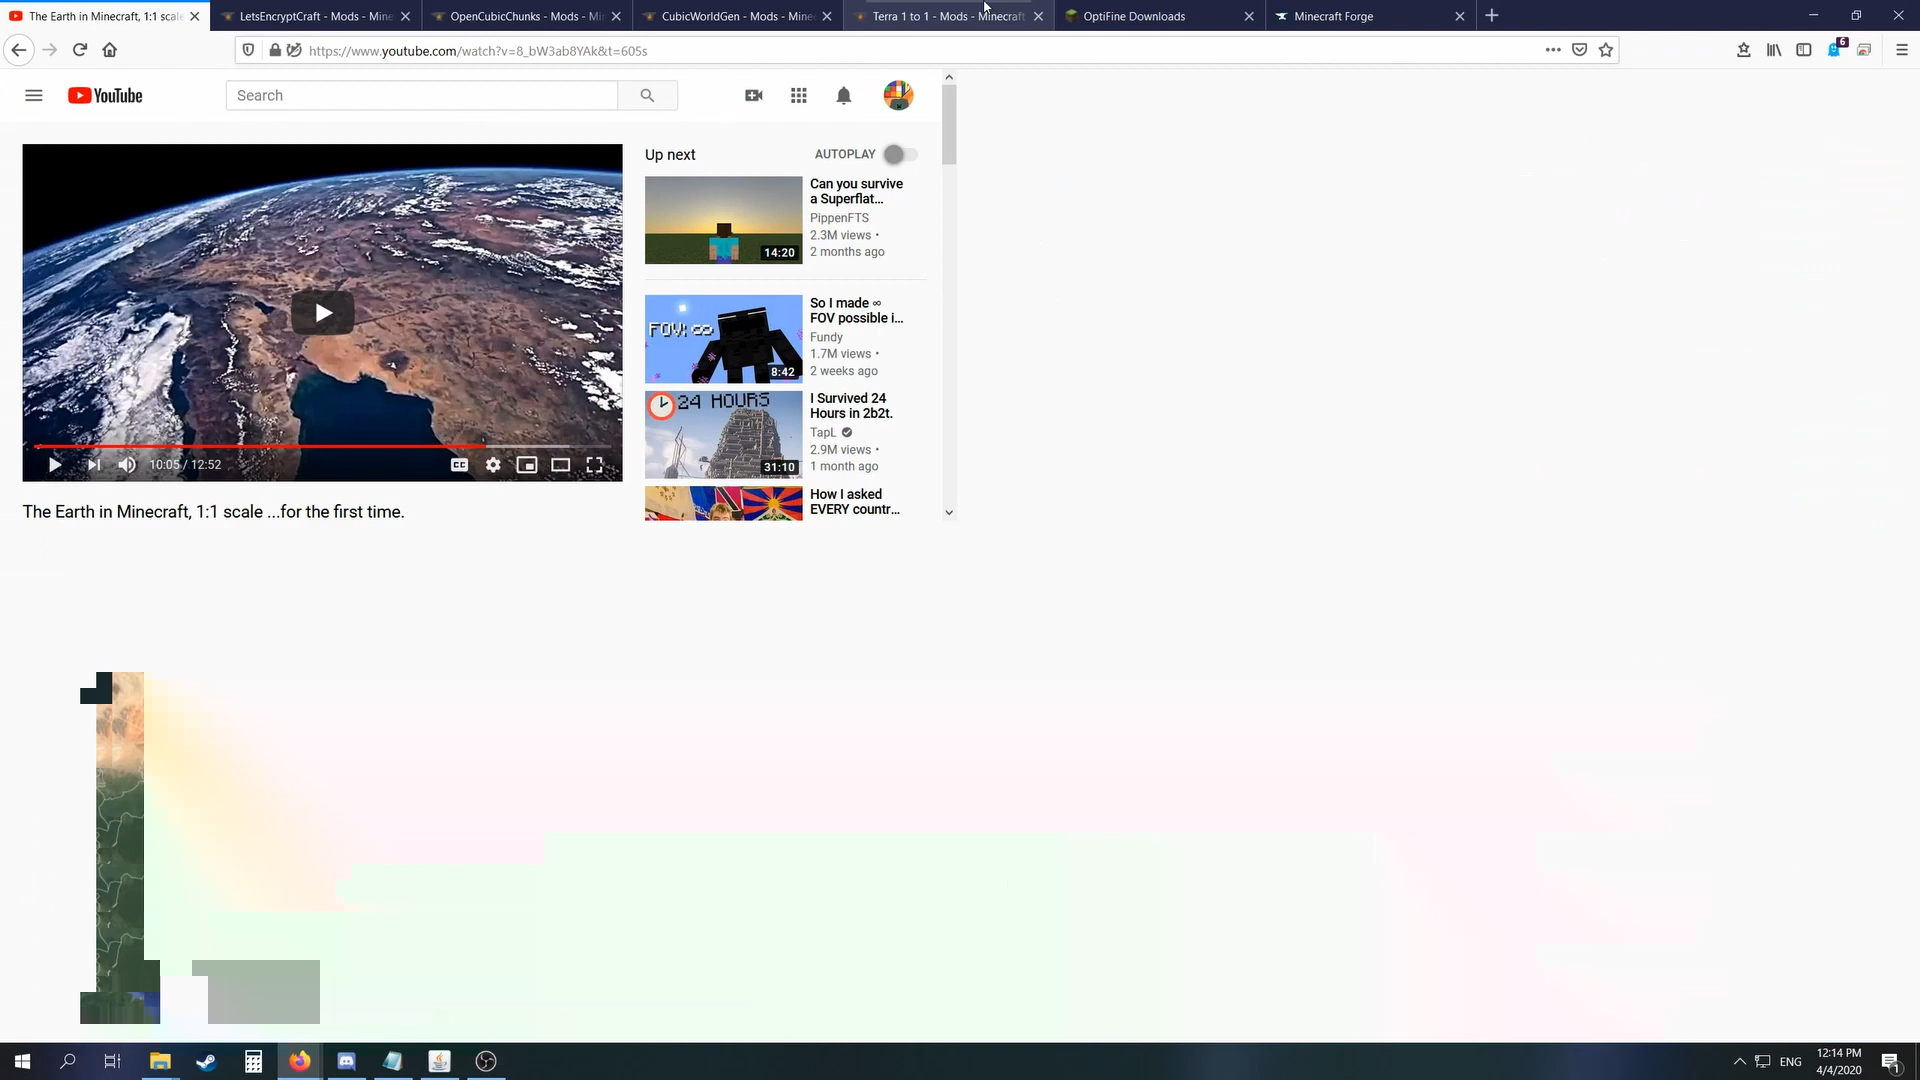 The Earth in Minecraft, 1:1 scale
LetsEncryptCraft - Mods - Mine
OpenCubicChunks - Mods - Mi
CubicWorldGen - Mods - Mine
Terra 1 to 1 - Mods - Minecraft
OptiFine Downloads
Minecraft Forge
https://www.youtube.com/watch?v=8_bW3ab8YAk&t=605s
6
YouTube
Search
Up next
AUTOPLAY
Can you survive
a Superflat...
PippenFTS
2.3M views •
2 months ago
14:20
So I made ∞
FOV possible i...
Fundy
1.7M views •
2 weeks ago
FOV: ∞
8:42
I Survived 24
Hours in 2b2t.
TapL
2.9M views •
1 month ago
24 HOURS
31:10
How I asked
EVERY countr...
10:05 / 12:52
CC
The Earth in Minecraft, 1:1 scale ...for the first time.
ENG
12:14 PM
4/4/2020
1